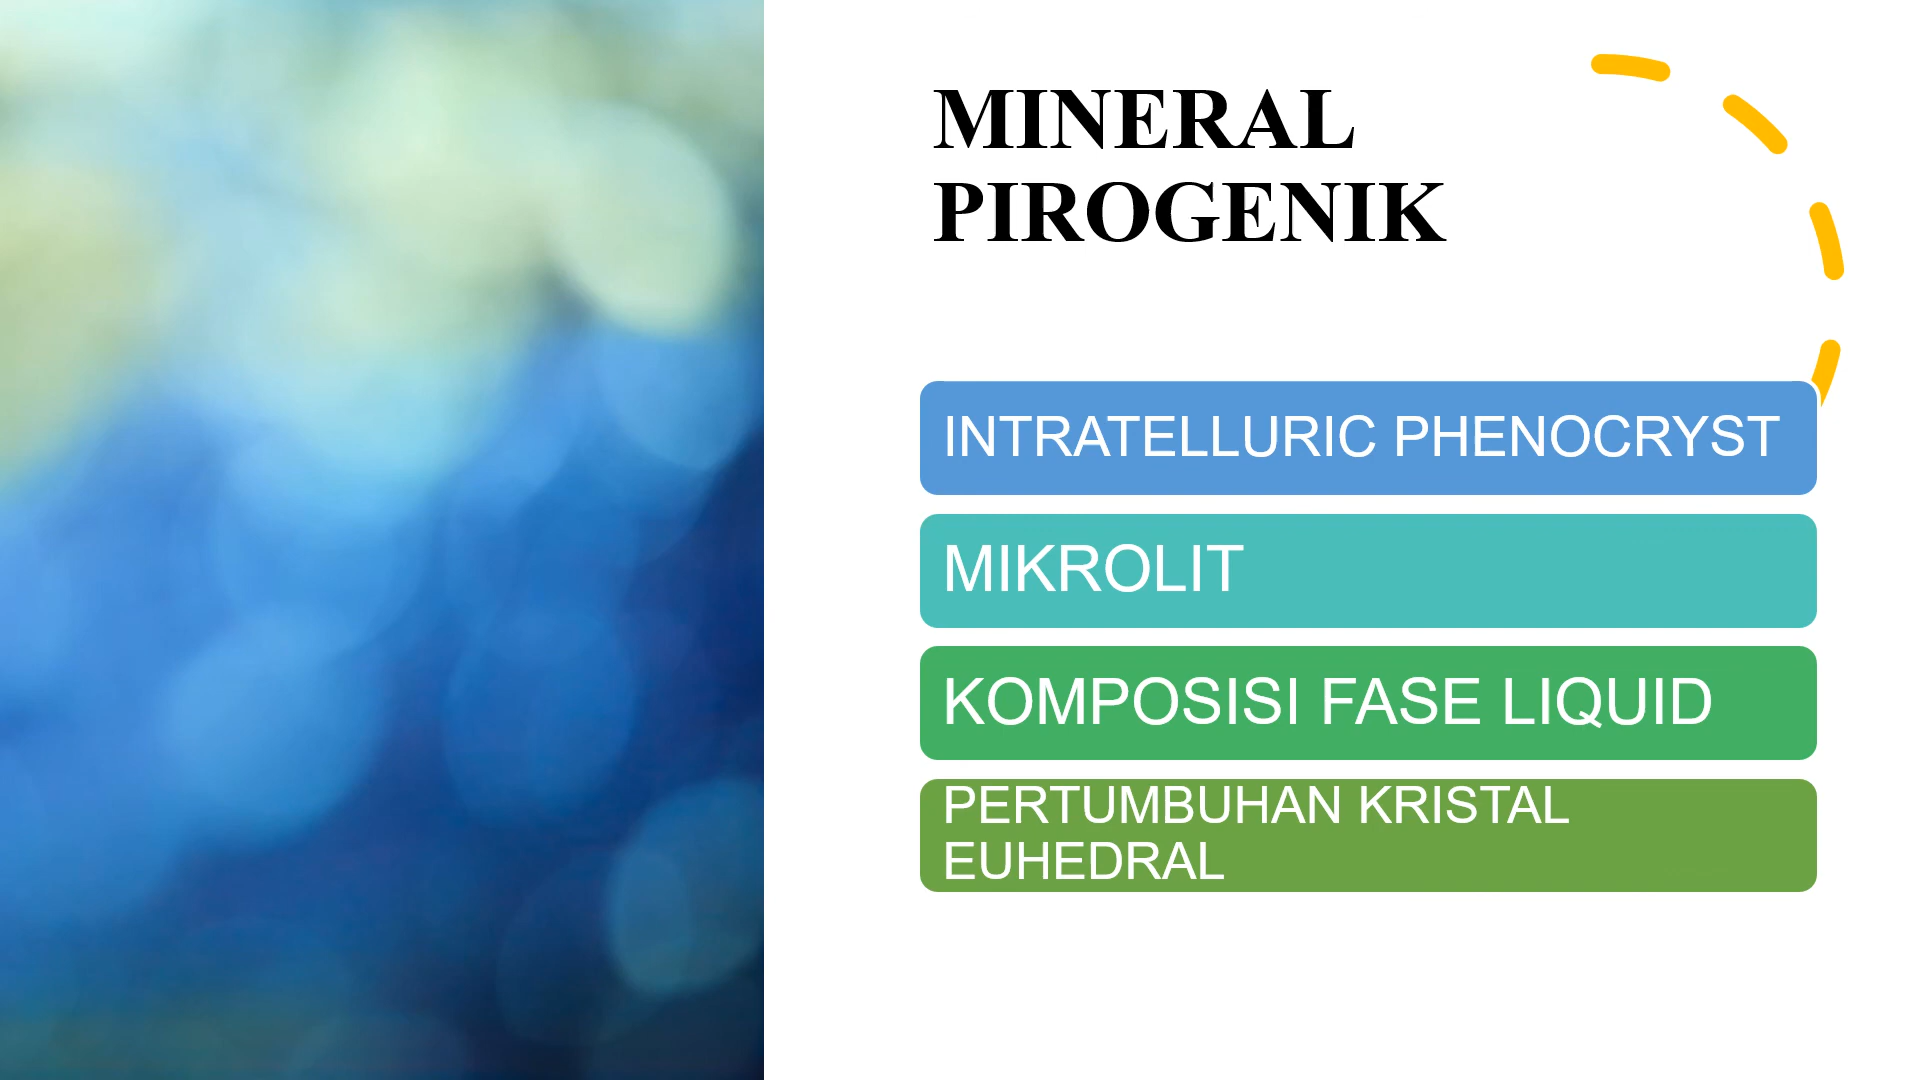 MINERAL
PIROGENIK
INTRATELLURIC PHENOCRYST
MIKROLIT
KOMPOSISI FASE LIQUID
PERTUMBUHAN KRISTAL
EUHEDRAL